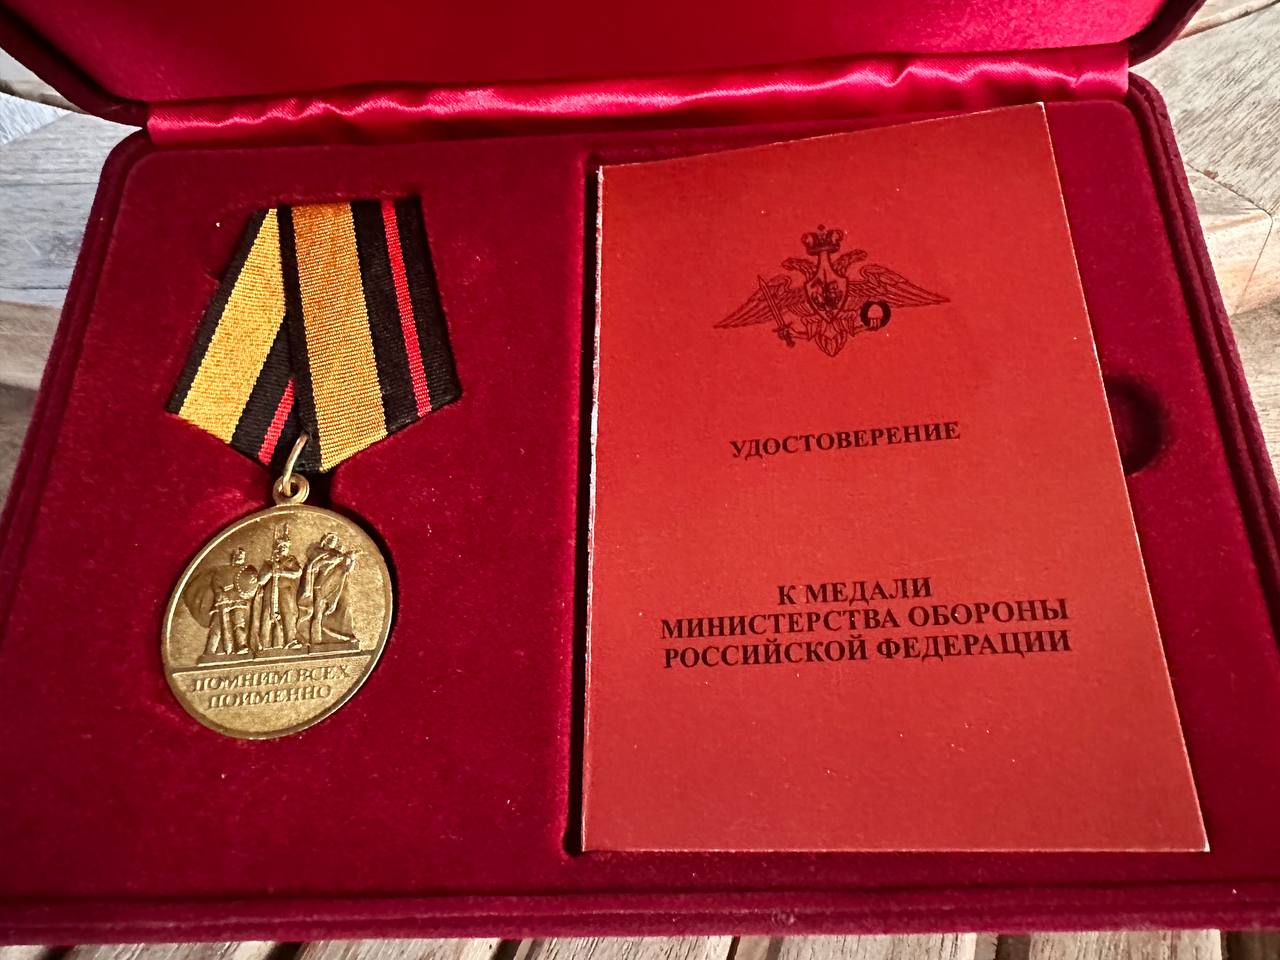 ПОМНИМ ВСЕХ
ПОИМЕННО
УДОСТОВЕРЕНИЕ
К МЕДАЛИ
МИНИСТЕРСТВА ОБОРОНЫ
РОССИЙСКОЙ ФЕДЕРАЦИИ